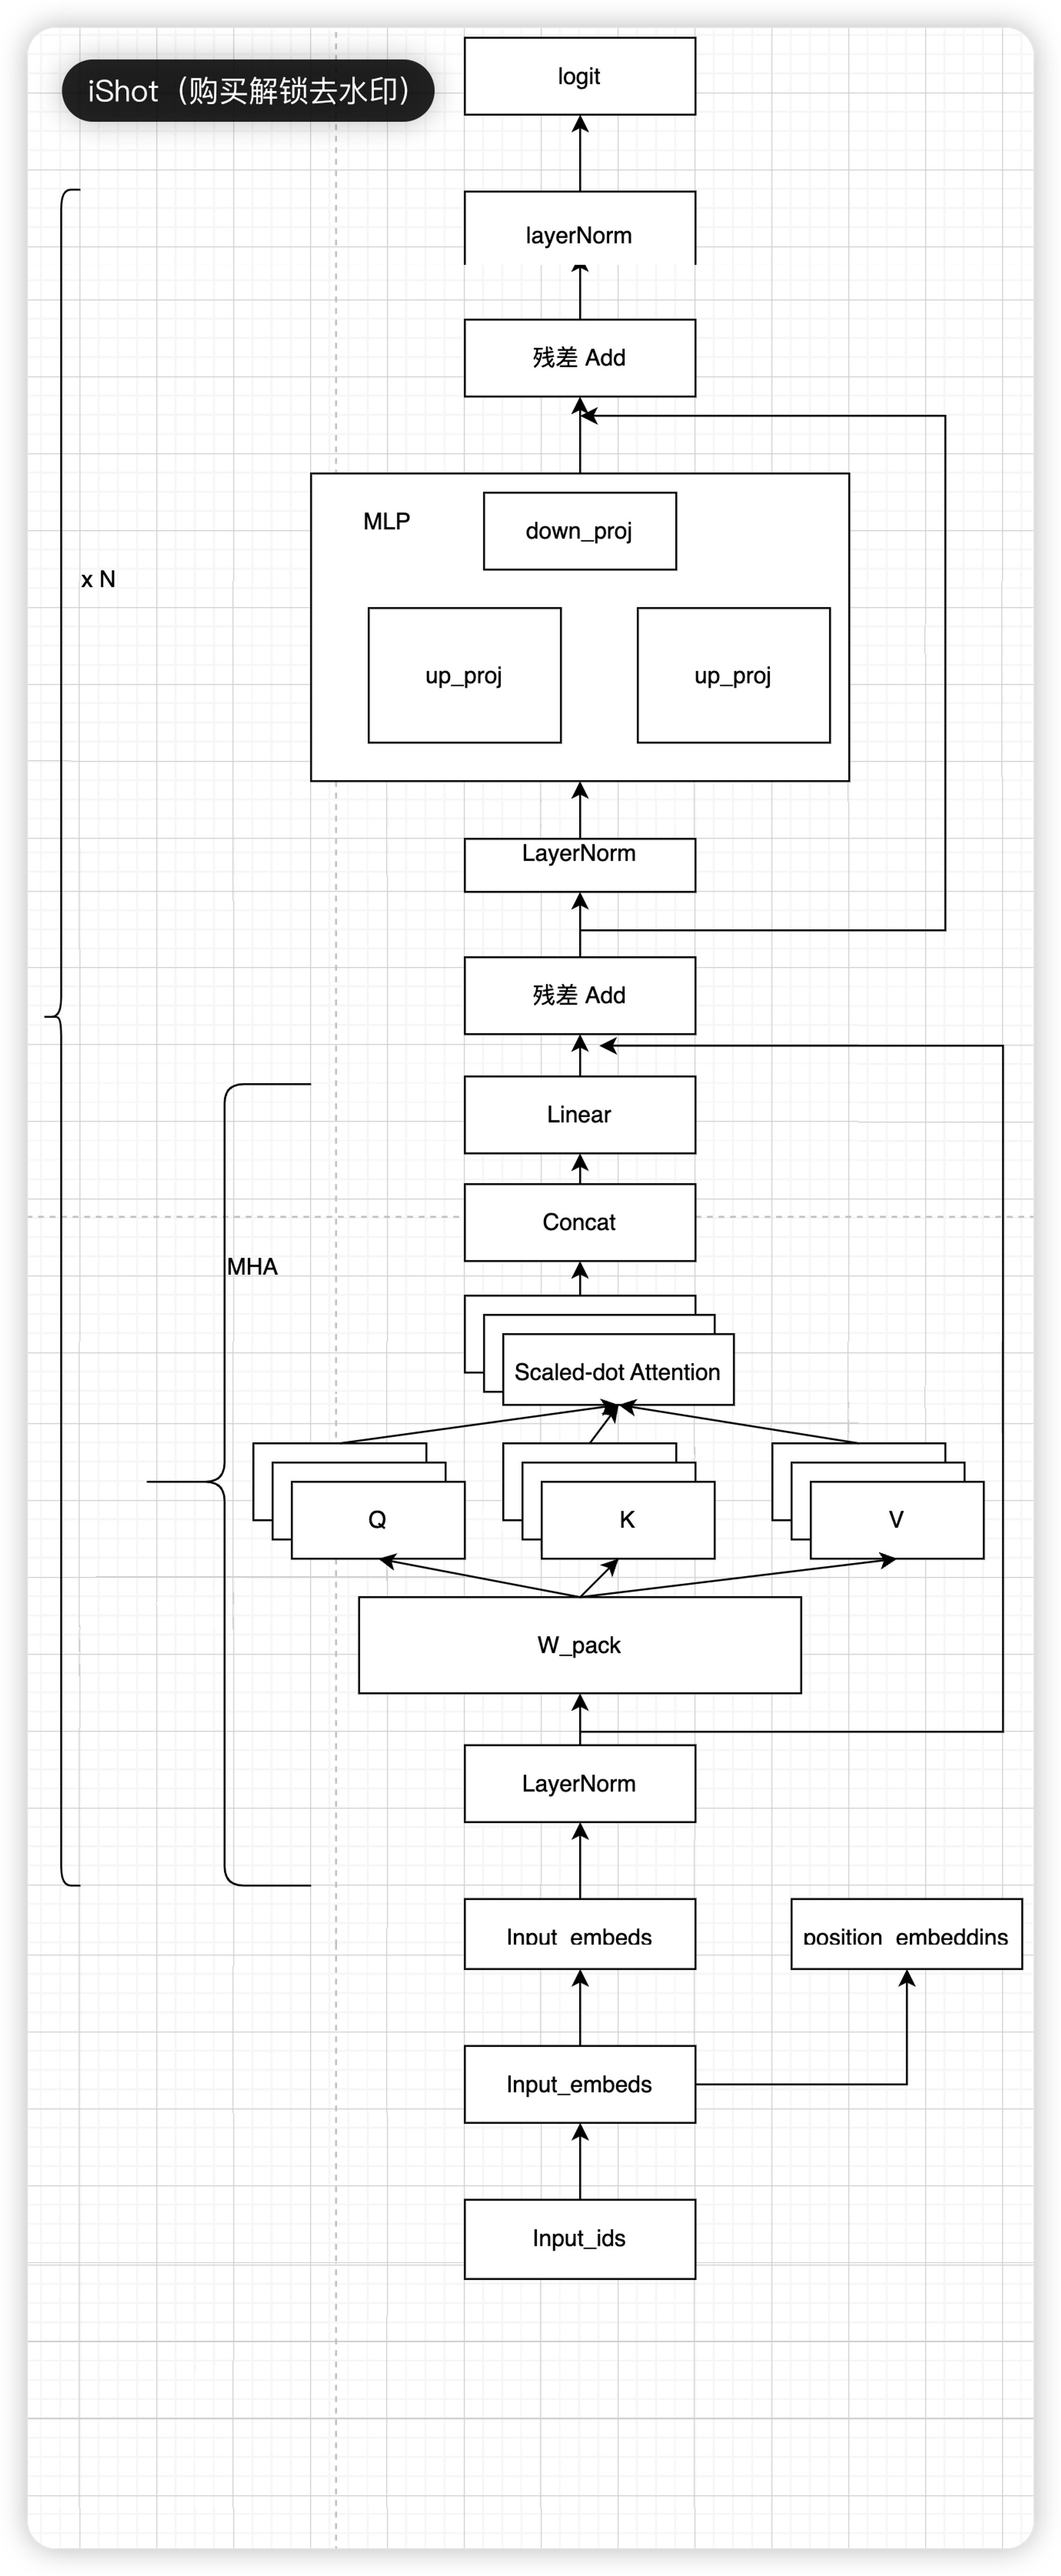 iShot（购买解锁去水印）
logit
layerNorm
残差 Add
MLP
down_proj
x N
up_proj
up_proj
LayerNorm
残差 Add
Linear
Concat
MHA
Scaled-dot Attention
Q
K
V
W_pack
LayerNorm
Input_embeds
position_embeddins
Input_embeds
Input_ids